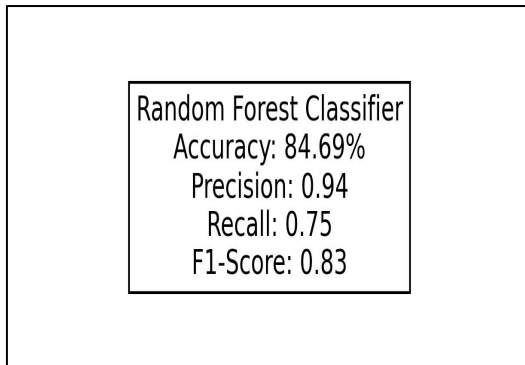 Random Forest Classifier
Accuracy: 84.69%
Precision: 0.94
Recall: 0.75
F1-Score: 0.83